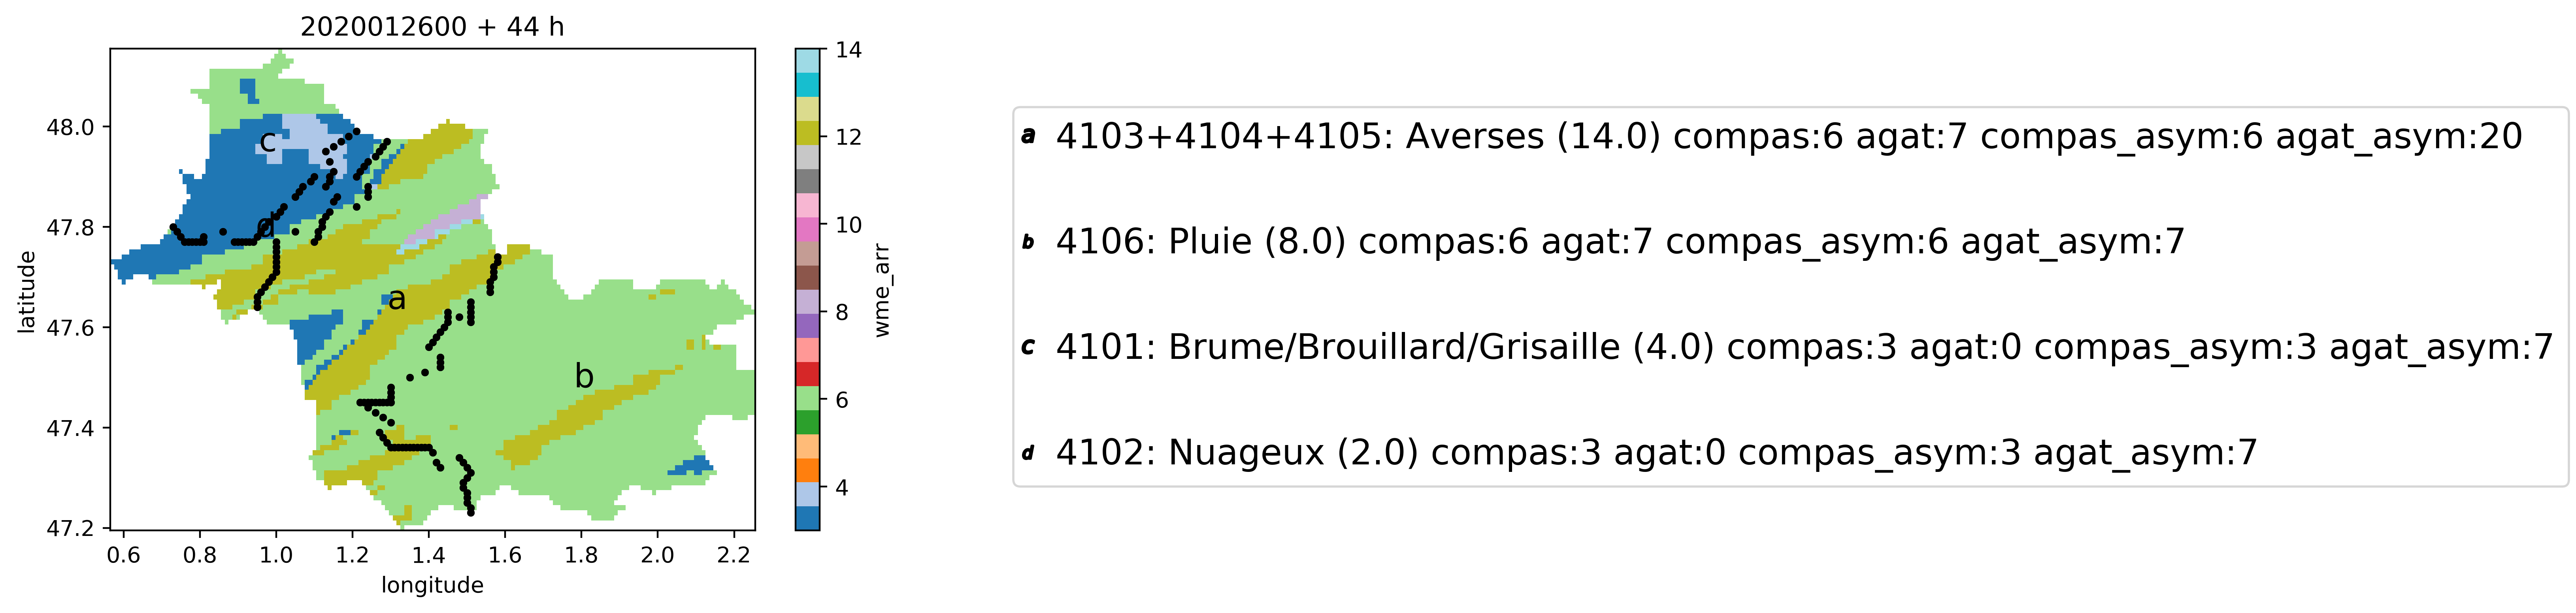 2020012600 + 44 h
48.0
47.8
47.6
47.4
47.2
latitude
0.6 0.8 1.0 1.2 1.4 1.6 1.8 2.0 2.2
longitude
c
d
a
b
14
12
10
8
6
4
wme_arr
a 4103+4104+4105: Averses (14.0) compas:6 agat:7 compas_asym:6 agat_asym:20
b 4106: Pluie (8.0) compas:6 agat:7 compas_asym:6 agat_asym:7
c 4101: Brume/Brouillard/Grisaille (4.0) compas:3 agat:0 compas_asym:3 agat_asym:7
d 4102: Nuageux (2.0) compas:3 agat:0 compas_asym:3 agat_asym:7